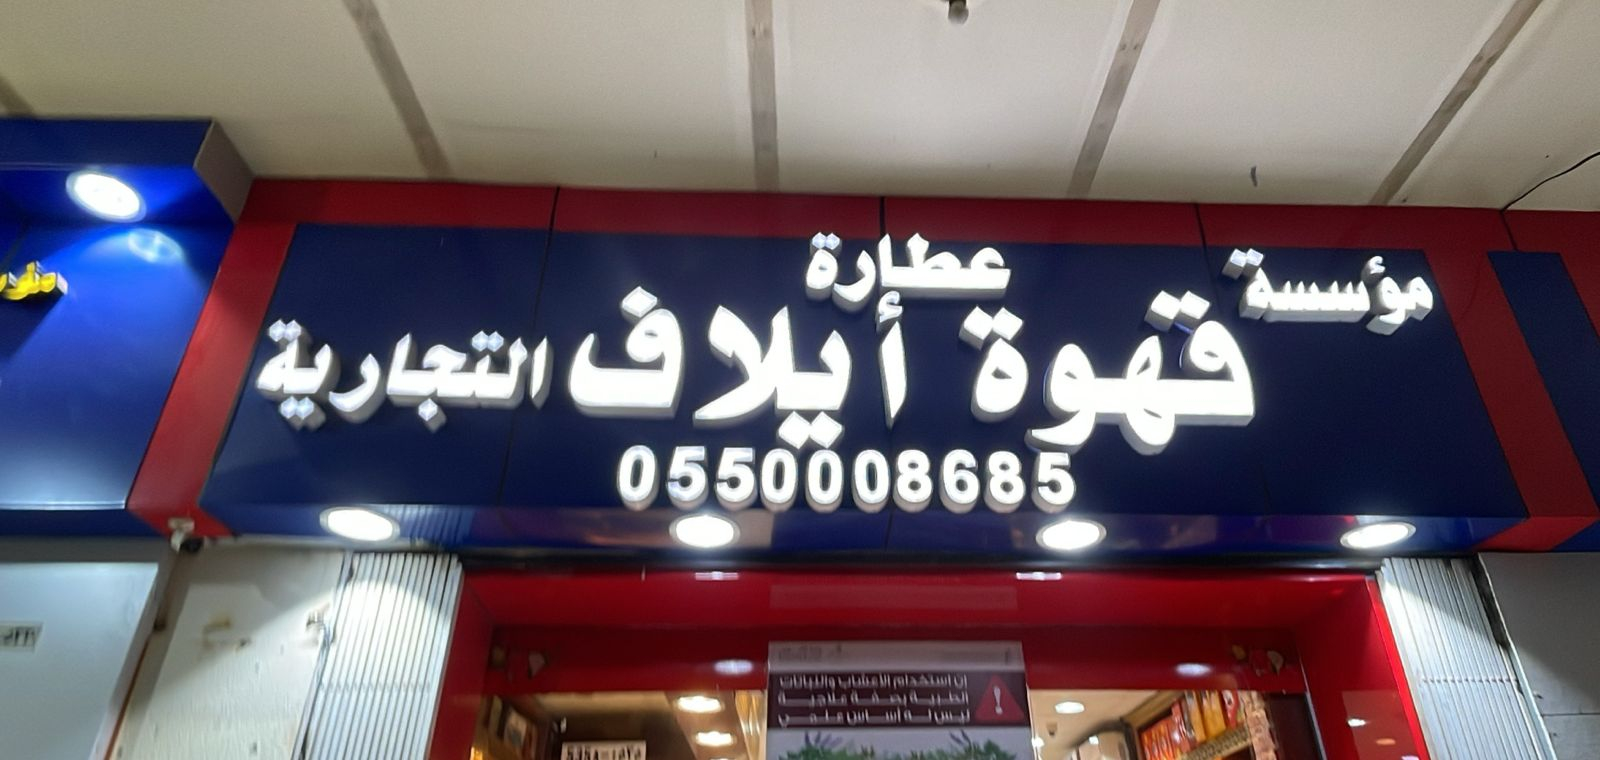 مؤسسة
عطارة
قهوة أيلاف التجارية
0550008685
إن استخدام الأعشاب والنباتات
الطبية بصفة علاجية
ليس له أساس علمي